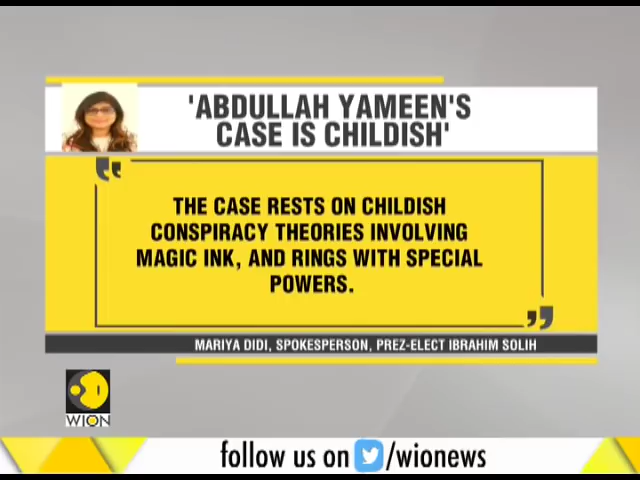 'ABDULLAH YAMEEN'S
CASE IS CHILDISH'
THE CASE RESTS ON CHILDISH
CONSPIRACY THEORIES INVOLVING
MAGIC INK, AND RINGS WITH SPECIAL
POWERS.
MARIYA DIDI, SPOKESPERSON, PREZ-ELECT IBRAHIM SOLIH
WION
follow us on /wionews